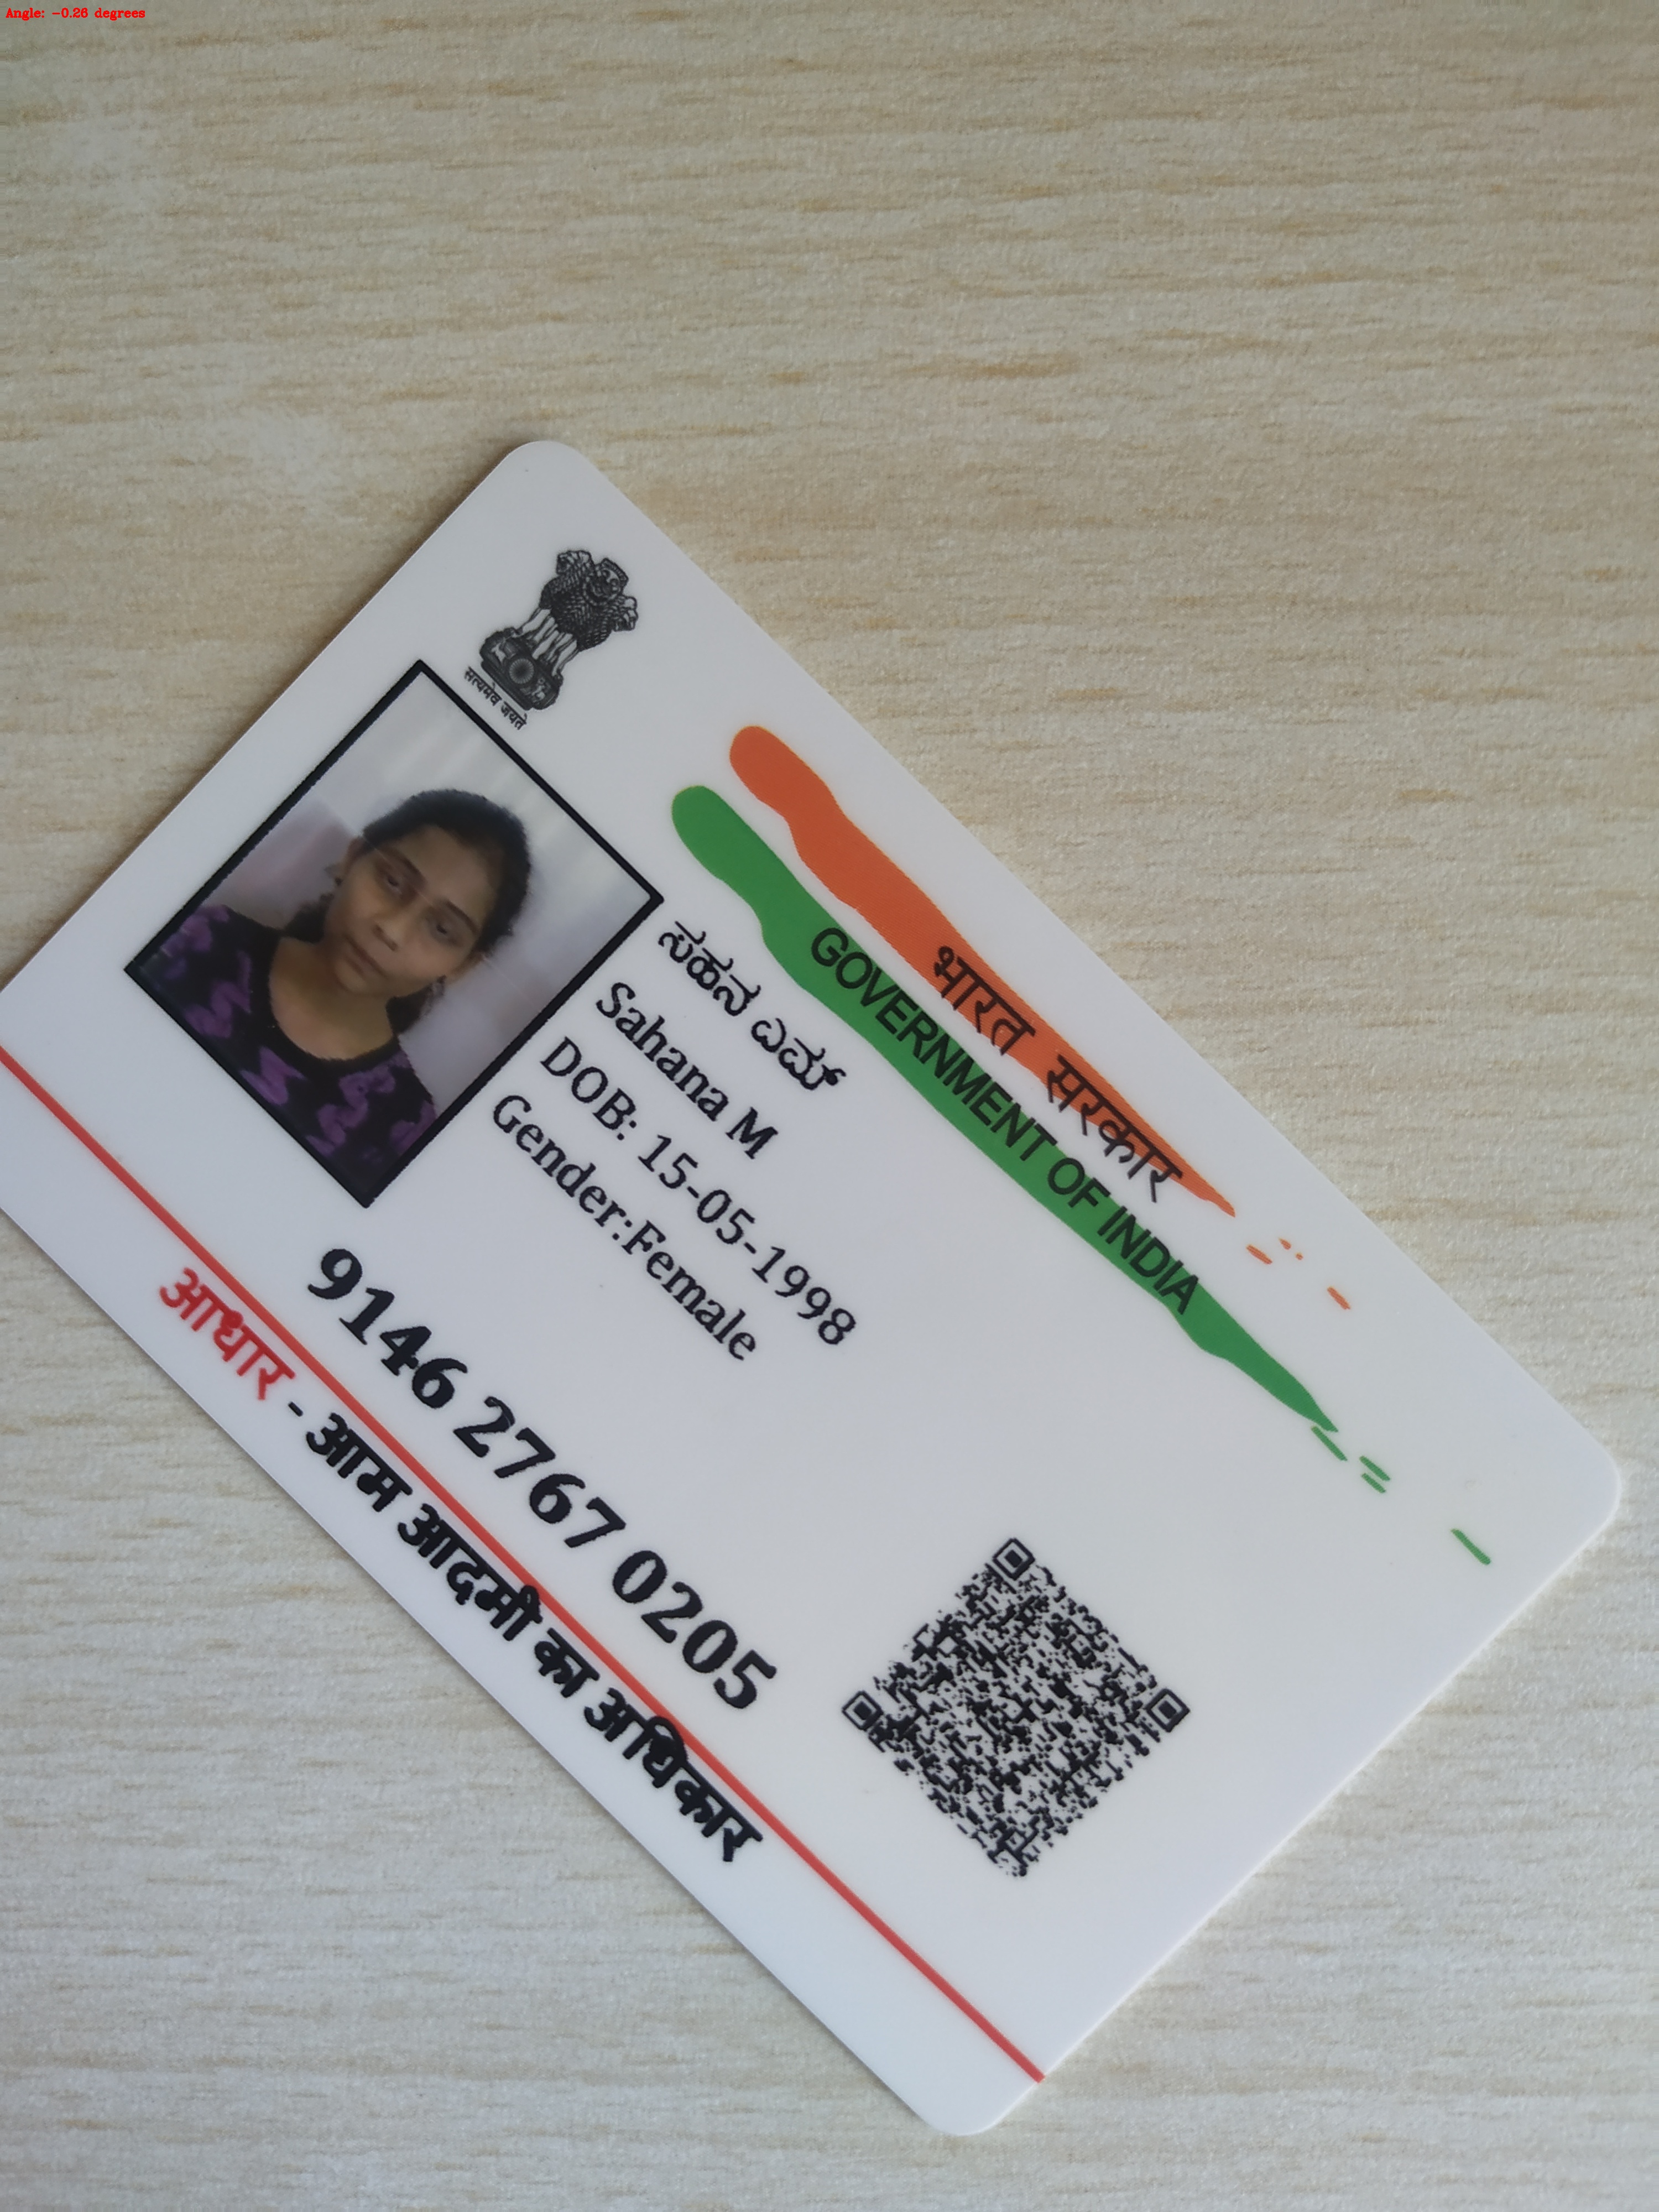 Angle: -0.26 degrees
सत्यमेव जयते
भारत सरकार
GOVERNMENT OF INDIA
ಸಹನ ಎಮ್
Sahana M
DOB: 15-05-1998
Gender:Female
9146 2767 0205
आधार - आम आदमी का अधिकार